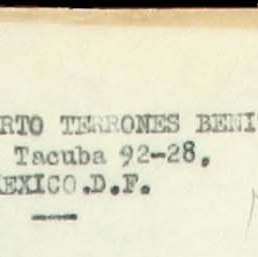 RTO TERRONES BENI
Tacuba 92-28.
EXICO.D.F.